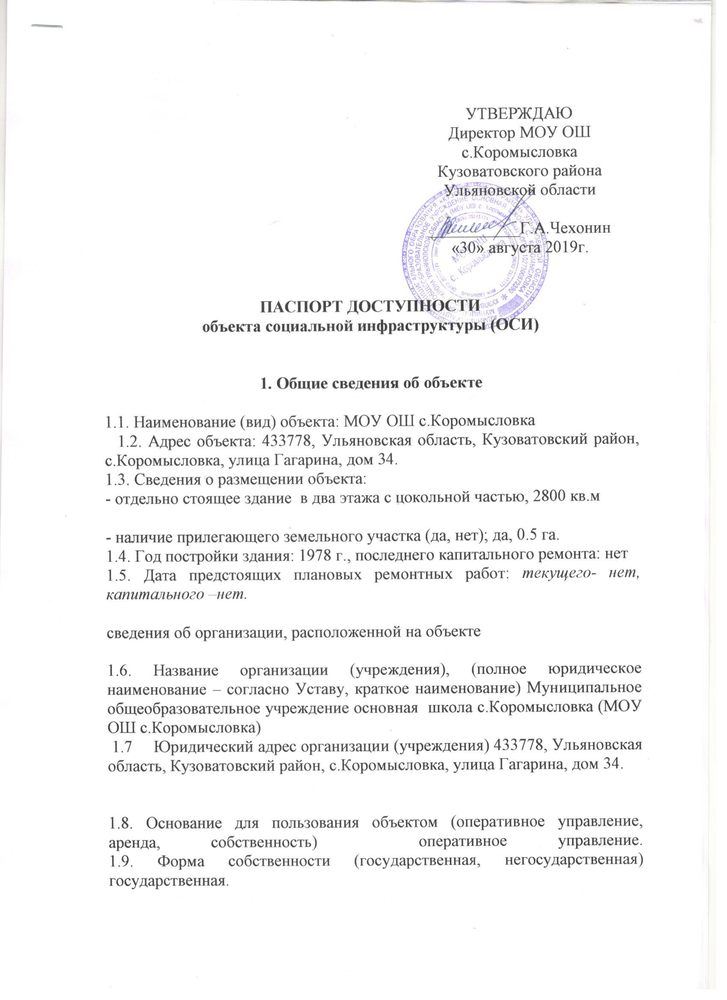 УТВЕРЖДАЮ
Директор МОУ ОШ
с.Коромысловка
Кузоватовского района
Ульяновской области
Г.А.Чехонин
«30» августа 2019г.
МОУ ОШ
с. Коромысловка
ПАСПОРТ ДОСТУПНОСТИ
объекта социальной инфраструктуры (ОСИ)
1. Общие сведения об объекте
1.1. Наименование (вид) объекта: МОУ ОШ с.Коромысловка
1.2. Адрес объекта: 433778, Ульяновская область, Кузоватовский район,
с.Коромысловка, улица Гагарина, дом 34.
1.3. Сведения о размещении объекта:
- отдельно стоящее здание в два этажа с цокольной частью, 2800 кв.м
- наличие прилегающего земельного участка (да, нет); да, 0.5 га.
1.4. Год постройки здания: 1978 г., последнего капитального ремонта: нет
1.5. Дата предстоящих плановых ремонтных работ: текущего- нет,
капитального –нет.
сведения об организации, расположенной на объекте
1.6. Название организации (учреждения), (полное юридическое
наименование – согласно Уставу, краткое наименование) Муниципальное
общеобразовательное учреждение основная школа с.Коромысловка (МОУ
ОШ с.Коромысловка)
1.7 Юридический адрес организации (учреждения) 433778, Ульяновская
область, Кузоватовский район, с.Коромысловка, улица Гагарина, дом 34.
1.8. Основание для пользования объектом (оперативное управление,
аренда, собственность) оперативное управление.
1.9. Форма собственности (государственная, негосударственная)
государственная.